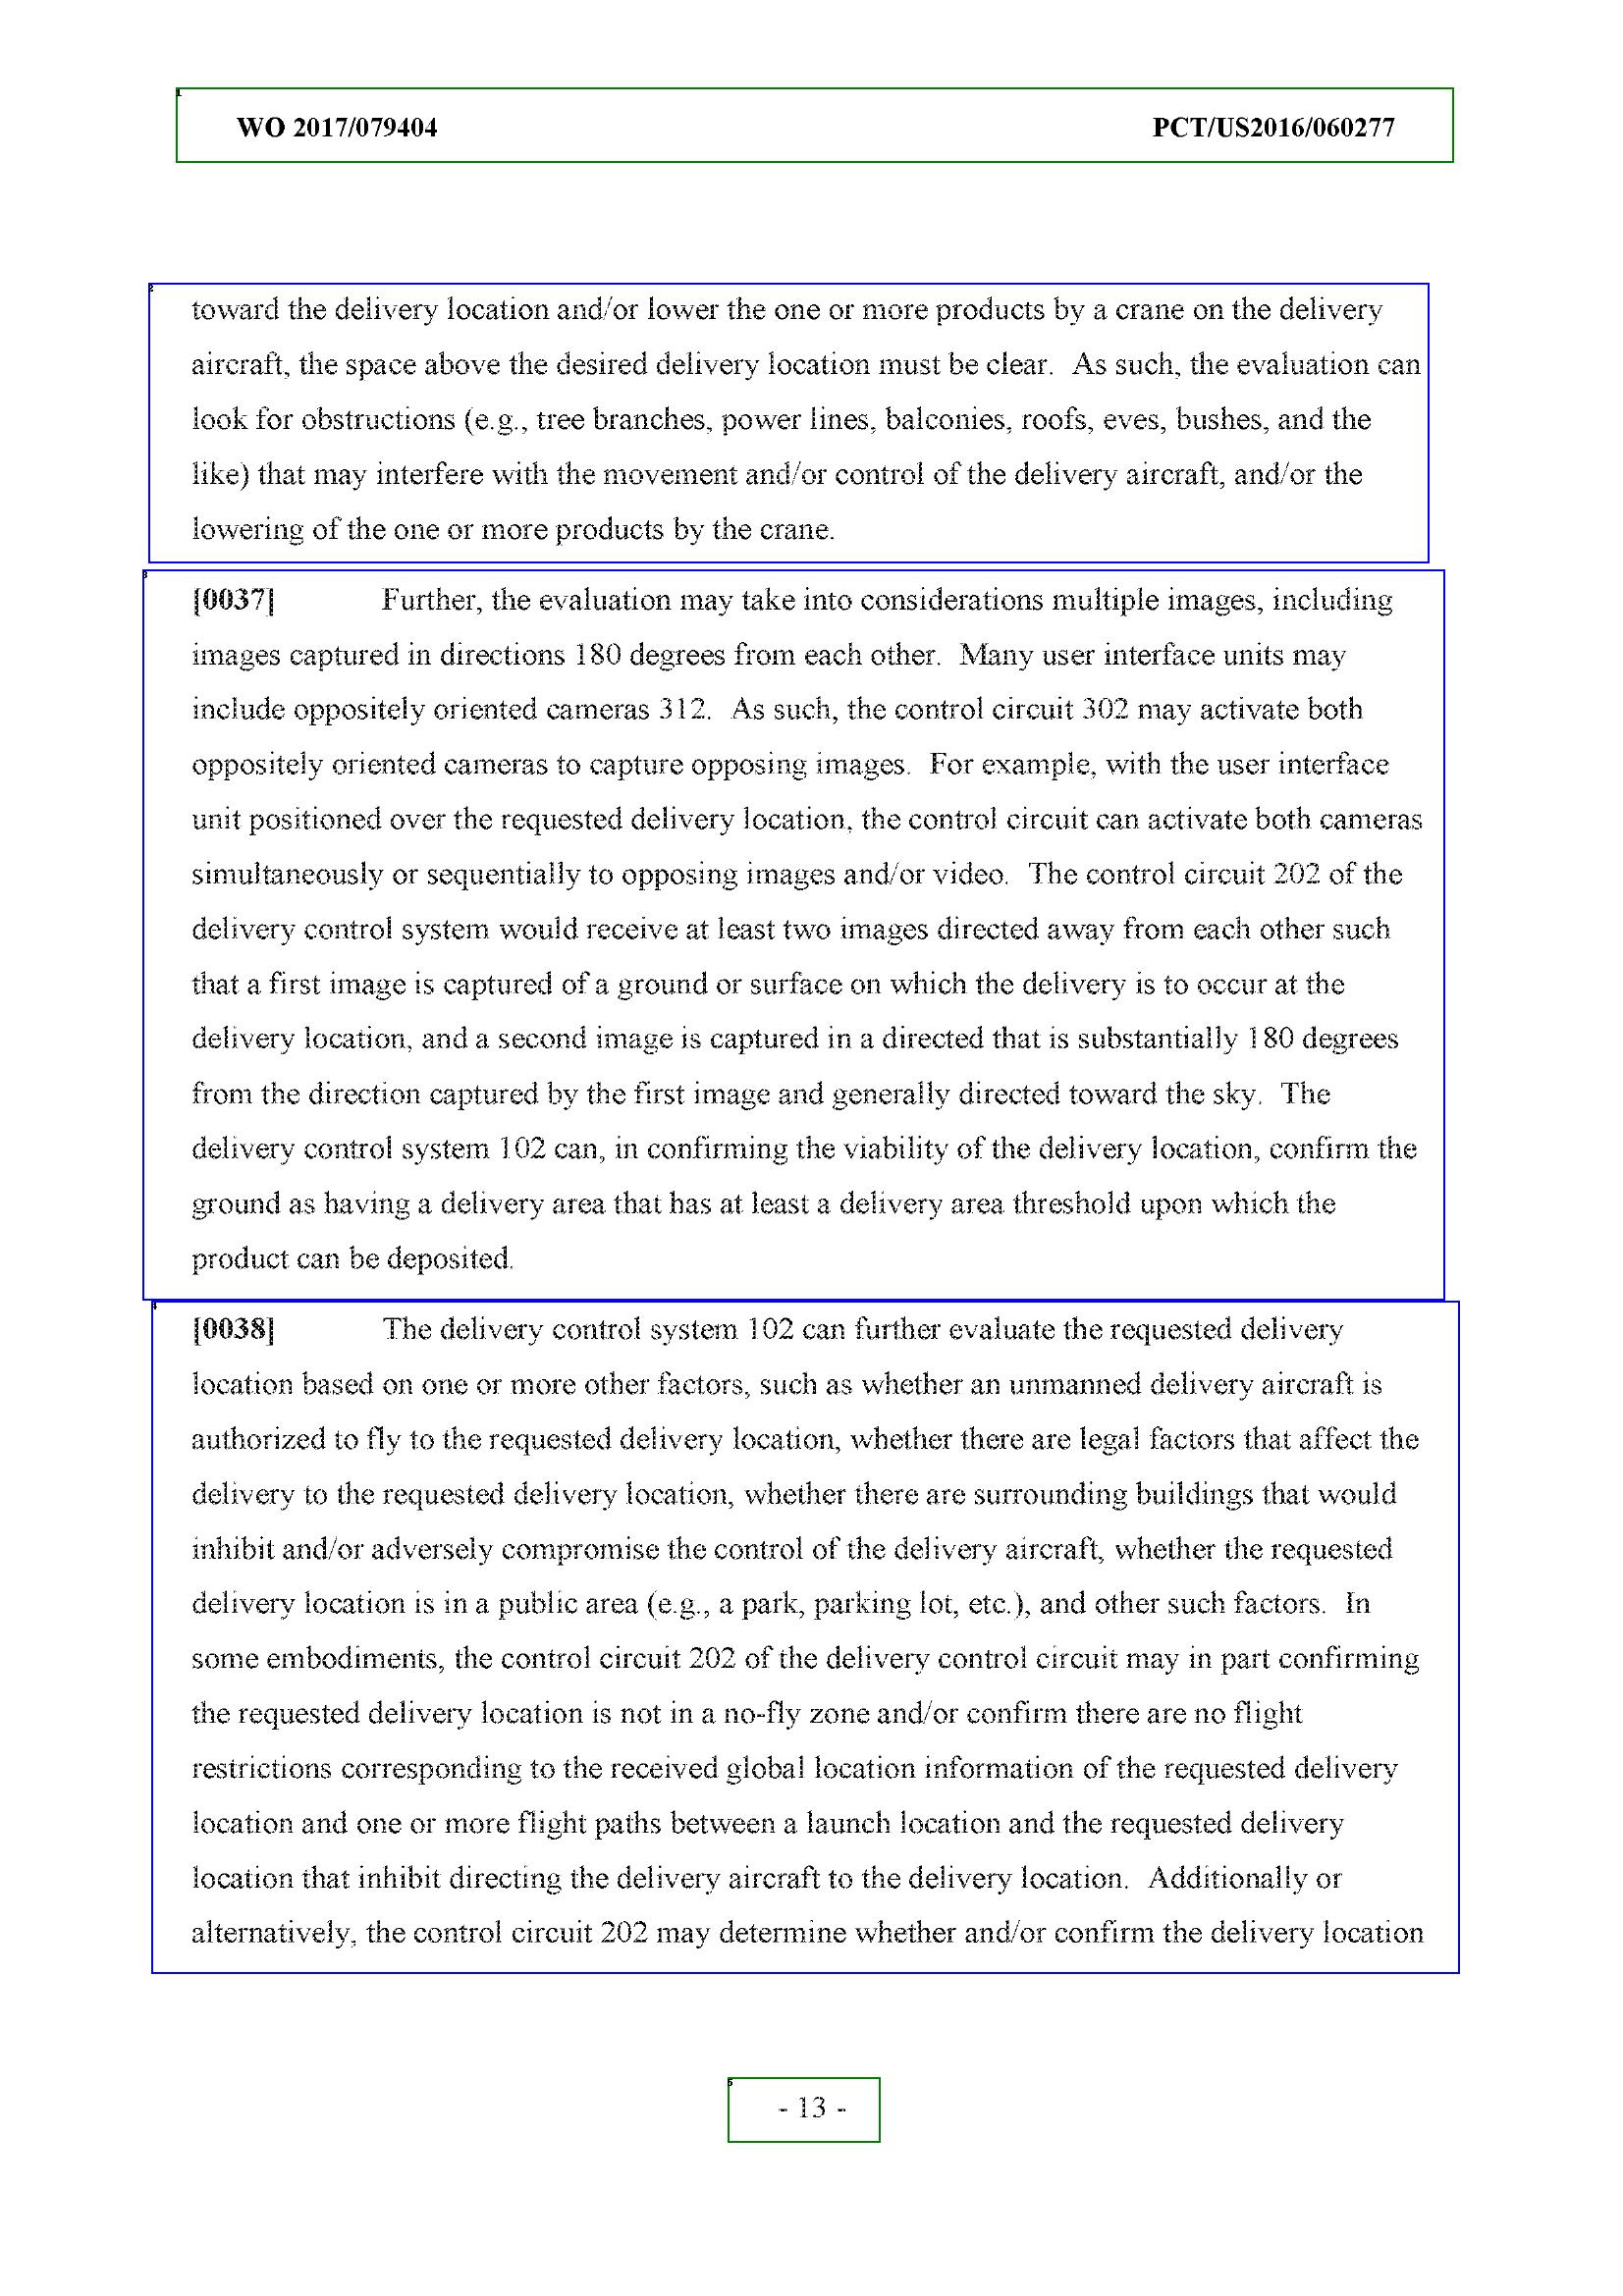 WO 2017/079404 PCT/US2016/060277
toward the delivery location and/or lower the one or more products by a crane on the delivery
aircraft, the space above the desired delivery location must be clear. As such, the evaluation can
look for obstructions (e.g., tree branches, power lines, balconies, roofs, eves, bushes, and the
like) that may interfere with the movement and/or control of the delivery aircraft, and/or the
lowering of the one or more products by the crane.
[0037] Further, the evaluation may take into considerations multiple images, including
images captured in directions 180 degrees from each other. Many user interface units may
include oppositely oriented cameras 312. As such, the control circuit 302 may activate both
oppositely oriented cameras to capture opposing images. For example, with the user interface
unit positioned over the requested delivery location, the control circuit can activate both cameras
simultaneously or sequentially to opposing images and/or video. The control circuit 202 of the
delivery control system would receive at least two images directed away from each other such
that a first image is captured of a ground or surface on which the delivery is to occur at the
delivery location, and a second image is captured in a directed that is substantially 180 degrees
from the direction captured by the first image and generally directed toward the sky. The
delivery control system 102 can, in confirming the viability of the delivery location, confirm the
ground as having a delivery area that has at least a delivery area threshold upon which the
product can be deposited.
[0038] The delivery control system 102 can further evaluate the requested delivery
location based on one or more other factors, such as whether an unmanned delivery aircraft is
authorized to fly to the requested delivery location, whether there are legal factors that affect the
delivery to the requested delivery location, whether there are surrounding buildings that would
inhibit and/or adversely compromise the control of the delivery aircraft, whether the requested
delivery location is in a public area (e.g., a park, parking lot, etc.), and other such factors. In
some embodiments, the control circuit 202 of the delivery control circuit may in part confirming
the requested delivery location is not in a no-fly zone and/or confirm there are no flight
restrictions corresponding to the received global location information of the requested delivery
location and one or more flight paths between a launch location and the requested delivery
location that inhibit directing the delivery aircraft to the delivery location. Additionally or
alternatively, the control circuit 202 may determine whether and/or confirm the delivery location
- 13 -